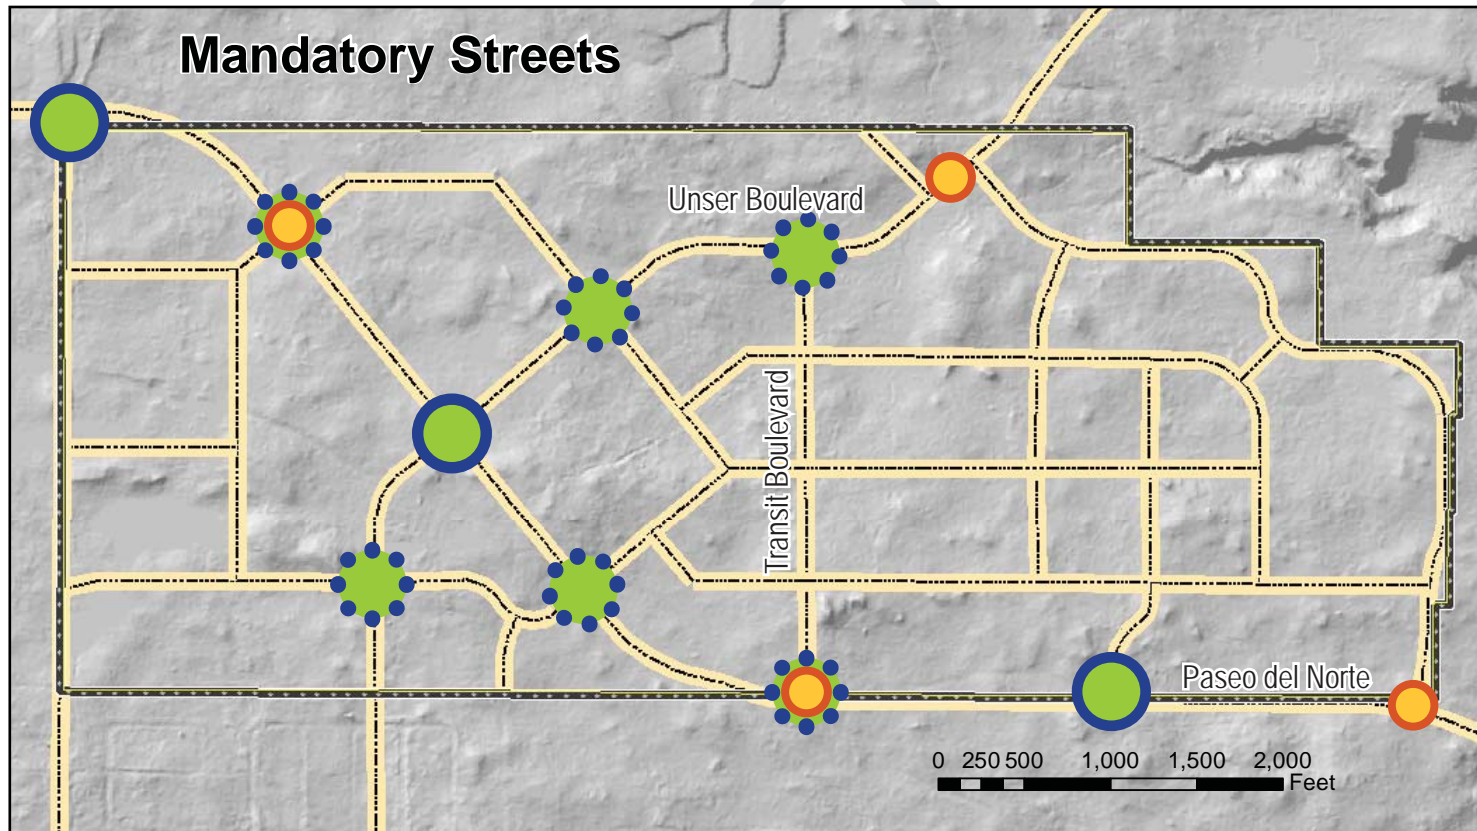 Mandatory Streets
Unser Boulevard
Transit Boulevard
Paseo del Norte
0 250 500 1,000 1,500 2,000
Feet